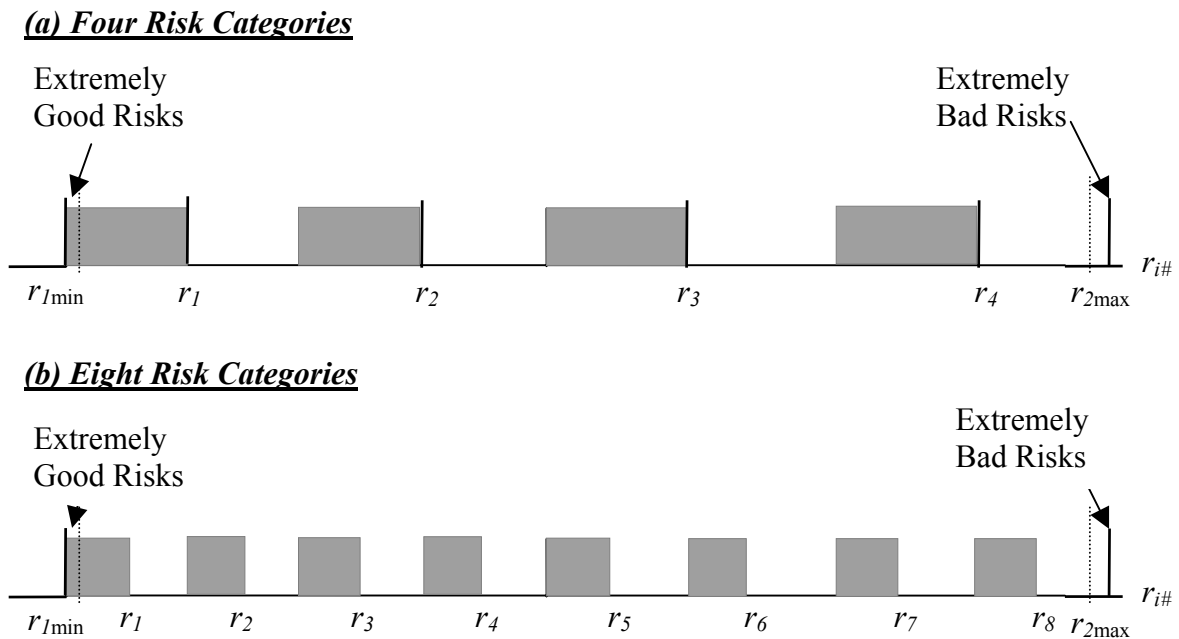 (a) Four Risk Categories
Extremely
Good Risks
Extremely
Bad Risks
r1min r1 r2 r3 r4 r2max ri#
(b) Eight Risk Categories
Extremely
Good Risks
Extremely
Bad Risks
r1min r1 r2 r3 r4 r5 r6 r7 r8 r2max ri#